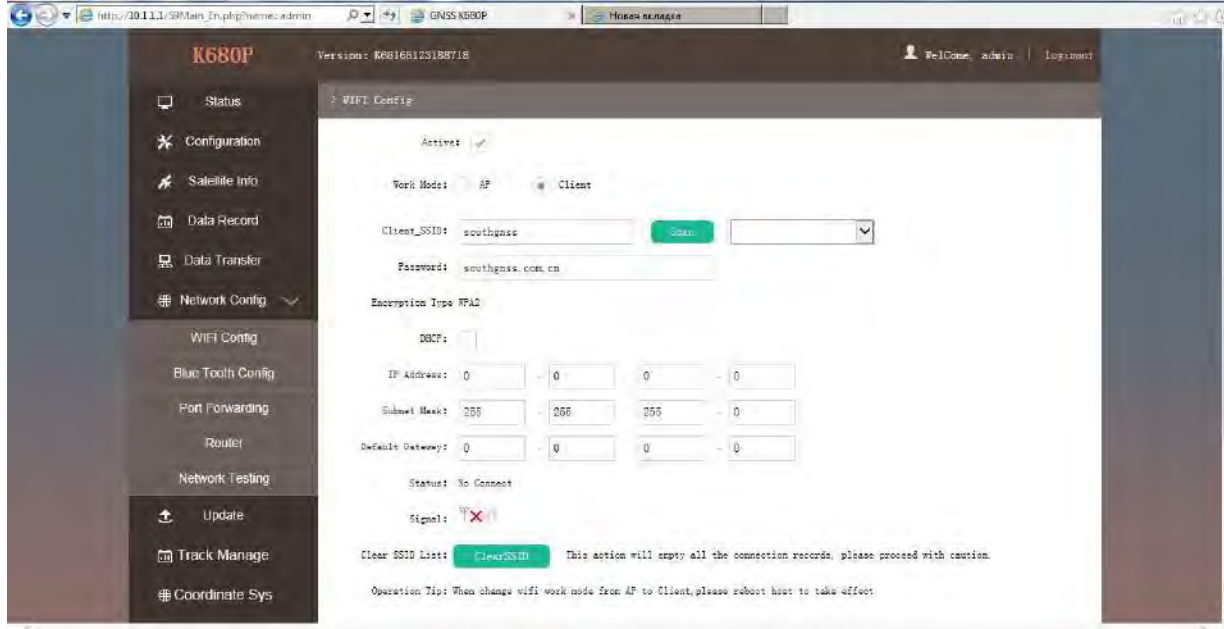 http://10.1.1.1/S9Main_En.php?name=admin GNSS K680P Новая вкладка
K680P Version: K68168123188718 WelCome, admin | loginout
Status
> WIFI Config
Active:
Configuration
Work Mode: AP Client
Satellite Info
Data Record
Client_SSID: southgnss Scan
Data Transfer
Password: southgnss.com.cn
Network Config
Encryption Type WPA2
WIFI Config
DHCP:
Blue Tooth Config
IP Address: 0 . 0 0 . 0
Port Forwarding
Subnet Mask: 255 . 255 255 . 0
Router
Default Gateway: 0 . 0 0 . 0
Network Testing
Status: No Connect
Update
Signal:
Track Manage
Clear SSID List: ClearSSID This action will empty all the connection records, please proceed with caution.
Coordinate Sys
Operation Tip: When change wifi work mode from AP to Client,please reboot host to take effect